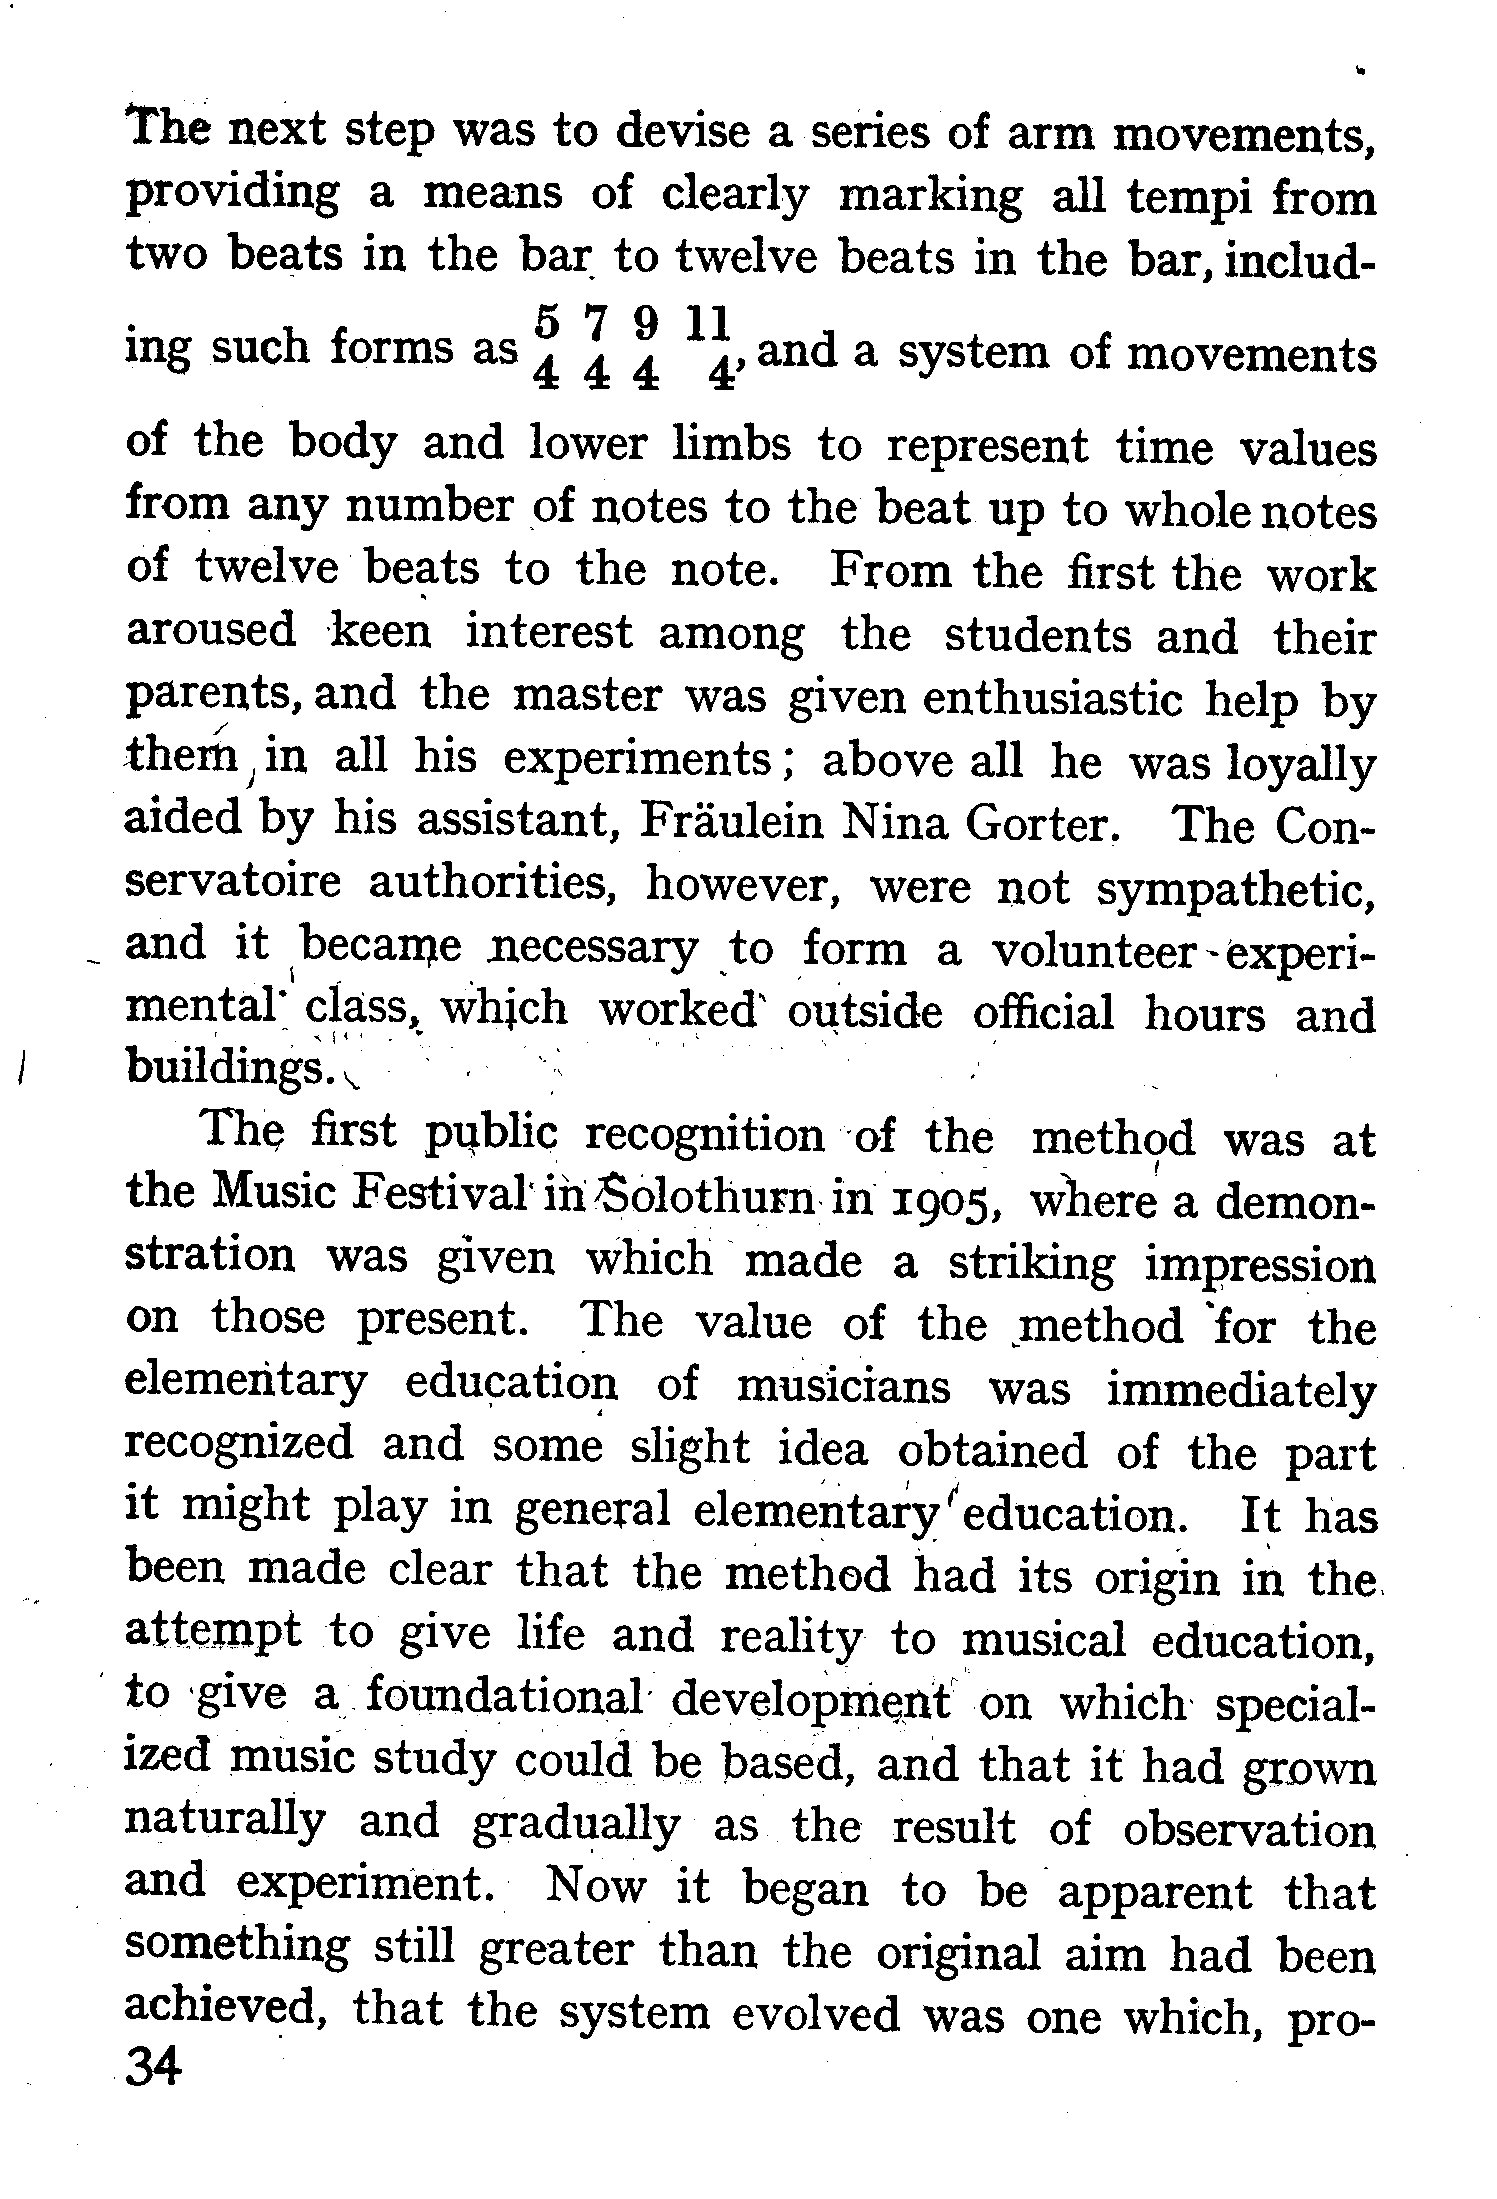 The next step was to devise a series of arm movements,
providing a means of clearly marking all tempi from
two beats in the bar to twelve beats in the bar, includ-
ing such forms as 5/4 7/4 9/4 11/4, and a system of movements
of the body and lower limbs to represent time values
from any number of notes to the beat up to whole notes
of twelve beats to the note. From the first the work
aroused keen interest among the students and their
parents, and the master was given enthusiastic help by
them in all his experiments; above all he was loyally
aided by his assistant, Fräulein Nina Gorter. The Con-
servatoire authorities, however, were not sympathetic,
and it became necessary to form a volunteer experi-
mental class, which worked outside official hours and
buildings.
The first public recognition of the method was at
the Music Festival in Solothurn in 1905, where a demon-
stration was given which made a striking impression
on those present. The value of the method for the
elementary education of musicians was immediately
recognized and some slight idea obtained of the part
it might play in general elementary education. It has
been made clear that the method had its origin in the
attempt to give life and reality to musical education,
to give a foundational development on which special-
ized music study could be based, and that it had grown
naturally and gradually as the result of observation
and experiment. Now it began to be apparent that
something still greater than the original aim had been
achieved, that the system evolved was one which, pro-
34